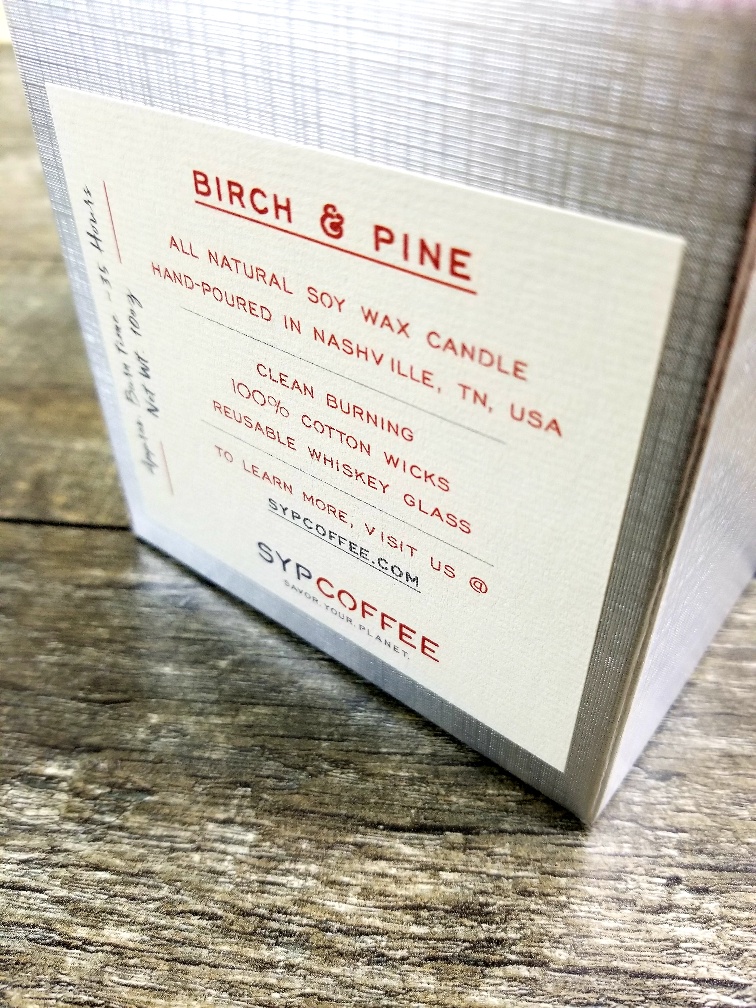 BIRCH & PINE
ALL NATURAL SOY WAX CANDLE
HAND-POURED IN NASHVILLE, TN, USA
CLEAN BURNING
100% COTTON WICKS
REUSABLE WHISKEY GLASS
TO LEARN MORE, VISIT US @
SYPCOFFEE.COM
SYPCOFFEE
SAVOR YOUR PLANET.
Approx Burn Time - 35 Hours
Net WT.